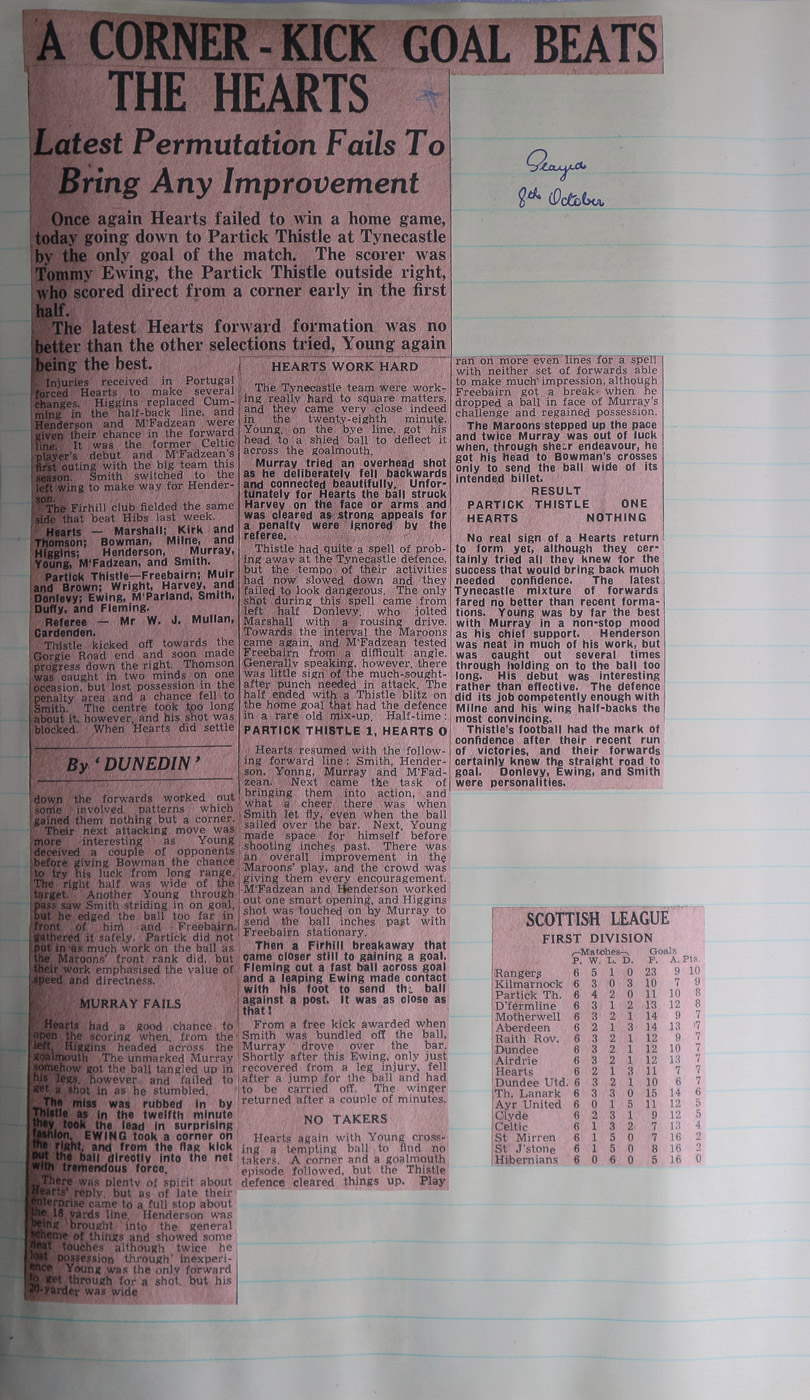 A CORNER-KICK GOAL BEATS
THE HEARTS
Latest Permutation Fails To
Bring Any Improvement
Once again Hearts failed to win a home game,
today going down to Partick Thistle at Tynecastle
by the only goal of the match. The scorer was
Tommy Ewing, the Partick Thistle outside right,
who scored direct from a corner early in the first
half.
The latest Hearts forward formation was no
better than the other selections tried, Young again
being the best.
Injuries received in Portugal
forced Hearts to make several
changes. Higgins replaced Cum-
ming in the half-back line, and
Henderson and M'Fadzean were
given their chance in the forward
line. It was the former Celtic
player's debut and M'Fadzean's
first outing with the big team this
season. Smith switched to the
left wing to make way for Hender-
son.
The Firhill club fielded the same
side that beat Hibs last week.
Hearts — Marshall; Kirk and
Thomson; Bowman, Milne, and
Higgins; Henderson, Murray,
Young, M'Fadzean, and Smith.
Partick Thistle—Freebairn; Muir
and Brown; Wright, Harvey, and
Donlevy; Ewing, M'Parland, Smith,
Duffy, and Fleming.
Referee — Mr W. J. Mullan,
Cardenden.
Thistle kicked off towards the
Gorgie Road end and soon made
progress down the right. Thomson
was caught in two minds on one
occasion, but lost possession in the
penalty area and a chance fell to
Smith. The centre took too long
about it, however, and his shot was
blocked. When Hearts did settle
By 'DUNEDIN'
down the forwards worked out
some involved patterns which
gained them nothing but a corner.
Their next attacking move was
more interesting as Young
deceived a couple of opponents
before giving Bowman the chance
to try his luck from long range.
The right half was wide of the
target. Another Young through
pass saw Smith striding in on goal,
but he edged the ball too far in
front of him and Freebairn
gathered it safely. Partick did not
put in as much work on the ball as
the Maroons' front rank did, but
their work emphasised the value of
speed and directness.
MURRAY FAILS
Hearts had a good chance to
open the scoring when, from the
left, Higgins headed across the
goalmouth The unmarked Murray
somehow got the ball tangled up in
his legs, however and failed to
get a shot in as he stumbled.
The miss was rubbed in by
Thistle as in the twelfth minute
they took the lead in surprising
fashion. EWING took a corner on
the right, and from the flag kick
put the ball directly into the net
with tremendous force.
There was plenty of spirit about
Hearts' reply, but as of late their
enterprise came to a full stop about
the 18 yards line. Henderson was
being brought into the general
scheme of things and showed some
neat touches although twice he
lost possession through inexperi-
ence Young was the only forward
to get through for a shot, but his
20-yarder was wide
HEARTS WORK HARD
The Tynecastle team were work-
ing really hard to square matters,
and they came very close indeed
in the twenty-eighth minute.
Young, on the bye line, got his
head to a shied ball to deflect it
across the goalmouth.
Murray tried an overhead shot
as he deliberately fell backwards
and connected beautifully. Unfor-
tunately for Hearts the ball struck
Harvey on the face or arms and
was cleared as strong appeals for
a penalty were ignored by the
referee.
Thistle had quite a spell of prob-
ing away at the Tynecastle defence,
but the tempo of their activities
had now slowed down and they
failed to look dangerous. The only
shot during this spell came from
left half Donlevy, who jolted
Marshall with a rousing drive.
Towards the interval the Maroons
came again, and M'Fadzean tested
Freebairn from a difficult angle.
Generally speaking, however, there
was little sign of the much-sought-
after punch needed in attack. The
half ended with a Thistle blitz on
the home goal that had the defence
in a rare old mix-up. Half-time:
PARTICK THISTLE 1, HEARTS 0
Hearts resumed with the follow-
ing forward line: Smith, Hender-
son, Yonng, Murray and M'Fad-
zean. Next came the task of
bringing them into action, and
what a cheer there was when
Smith let fly, even when the ball
sailed over the bar. Next, Young
made space for himself before
shooting inches past. There was
an overall improvement in the
Maroons' play, and the crowd was
giving them every encouragement.
M'Fadzean and Henderson worked
out one smart opening, and Higgins
shot was touched on by Murray to
send the ball inches past with
Freebairn stationary.
Then a Firhill breakaway that
came closer still to gaining a goal.
Fleming cut a fast ball across goal
and a leaping Ewing made contact
with his foot to send the ball
against a post. It was as close as
that!
From a free kick awarded when
Smith was bundled off the ball,
Murray drove over the bar.
Shortly after this Ewing, only just
recovered from a leg injury, fell
after a jump for the ball and had
to be carried off. The winger
returned after a couple of minutes.
NO TAKERS
Hearts again with Young cross-
ing a tempting ball to find no
takers. A corner and a goalmouth
episode followed, but the Thistle
defence cleared things up. Play
ran on more even lines for a spell
with neither set of forwards able
to make much impression, although
Freebairn got a break when he
dropped a ball in face of Murray's
challenge and regained possession.
The Maroons stepped up the pace
and twice Murray was out of luck
when, through sheer endeavour, he
got his head to Bowman's crosses
only to send the ball wide of its
intended billet.
RESULT
PARTICK THISTLE ONE
HEARTS NOTHING
No real sign of a Hearts return
to form yet, although they cer-
tainly tried all they knew for the
success that would bring back much
needed confidence. The latest
Tynecastle mixture of forwards
fared no better than recent forma-
tions. Young was by far the best
with Murray in a non-stop mood
as his chief support. Henderson
was neat in much of his work, but
was caught out several times
through holding on to the ball too
long. His debut was interesting
rather than effective. The defence
did its job competently enough with
Milne and his wing half-backs the
most convincing.
Thistle's football had the mark of
confidence after their recent run
of victories, and their forwards
certainly knew the straight road to
goal. Donlevy, Ewing, and Smith
were personalities.
Played
8th October
SCOTTISH LEAGUE
FIRST DIVISION
Matches Goals
P. W. L. D. F. A. Pts.
Rangers 6 5 1 0 23 9 10
Kilmarnock 6 3 0 3 10 7 9
Partick Th. 6 4 2 0 11 10 8
D'fermline 6 3 1 2 13 12 8
Motherwell 6 3 2 1 14 9 7
Aberdeen 6 2 1 3 14 13 7
Raith Rov. 6 3 2 1 12 9 7
Dundee 6 3 2 1 12 10 7
Airdrie 6 3 2 1 12 13 7
Hearts 6 2 1 3 11 7 7
Dundee Utd. 6 3 2 1 10 6 7
Th. Lanark 6 3 3 0 15 14 6
Ayr United 6 0 1 5 11 12 5
Clyde 6 2 3 1 9 12 5
Celtic 6 1 3 2 7 13 4
St Mirren 6 1 5 0 7 16 2
St J'stone 6 1 5 0 8 16 2
Hibernians 6 0 6 0 5 16 0